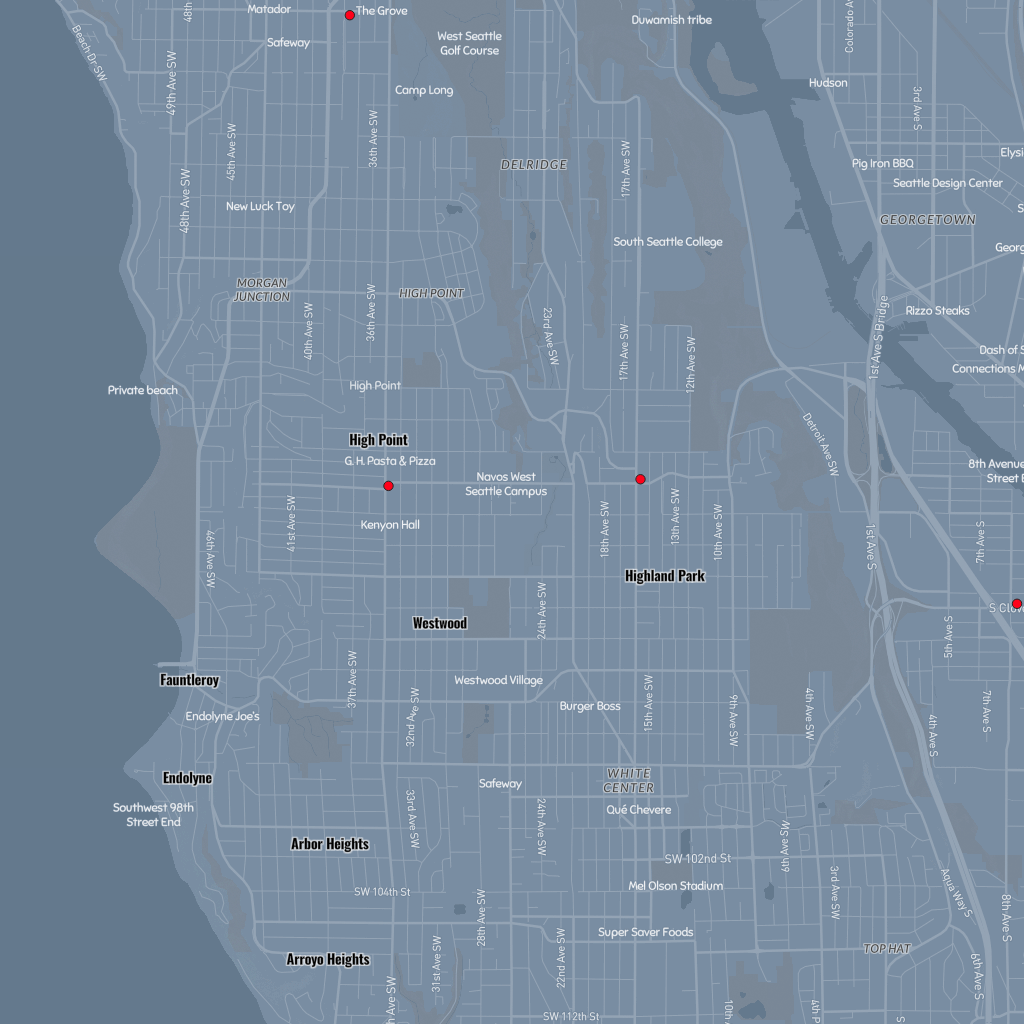 Matador
48th
The Grove
Duwamish tribe
Beach Dr SW
Safeway
West Seattle
Golf Course
49th Ave SW
Camp Long
Hudson
3rd Ave S
45th Ave SW
36th Ave SW
DELRIDGE
17th Ave SW
Pig Iron BBQ
Seattle Design Center
48th Ave SW
New Luck Toy
GEORGETOWN
South Seattle College
MORGAN
JUNCTION
HIGH POINT
40th Ave SW
36th Ave SW
23rd Ave SW
17th Ave SW
12th Ave SW
1st Ave S Bridge
Rizzo Steaks
Private beach
High Point
Detroit Ave SW
High Point
G. H. Pasta & Pizza
Navos West
Seattle Campus
41st Ave SW
Kenyon Hall
46th Ave SW
18th Ave SW
13th Ave SW
10th Ave SW
1st Ave S
7th Ave S
Highland Park
24th Ave SW
Westwood
5th Ave S
Fauntleroy
37th Ave SW
Westwood Village
32nd Ave SW
Burger Boss
15th Ave SW
9th Ave SW
4th Ave SW
4th Ave S
7th Ave S
Endolyne Joe's
Endolyne
Safeway
WHITE
CENTER
Southwest 98th
Street End
33rd Ave SW
24th Ave SW
Qué Chevere
Arbor Heights
SW 102nd St
6th Ave SW
SW 104th St
Mel Olson Stadium
3rd Ave SW
Aqua Way S
8th Ave S
28th Ave SW
Super Saver Foods
TOP HAT
Arroyo Heights
31st Ave SW
22nd Ave SW
6th Ave S
SW 112th St